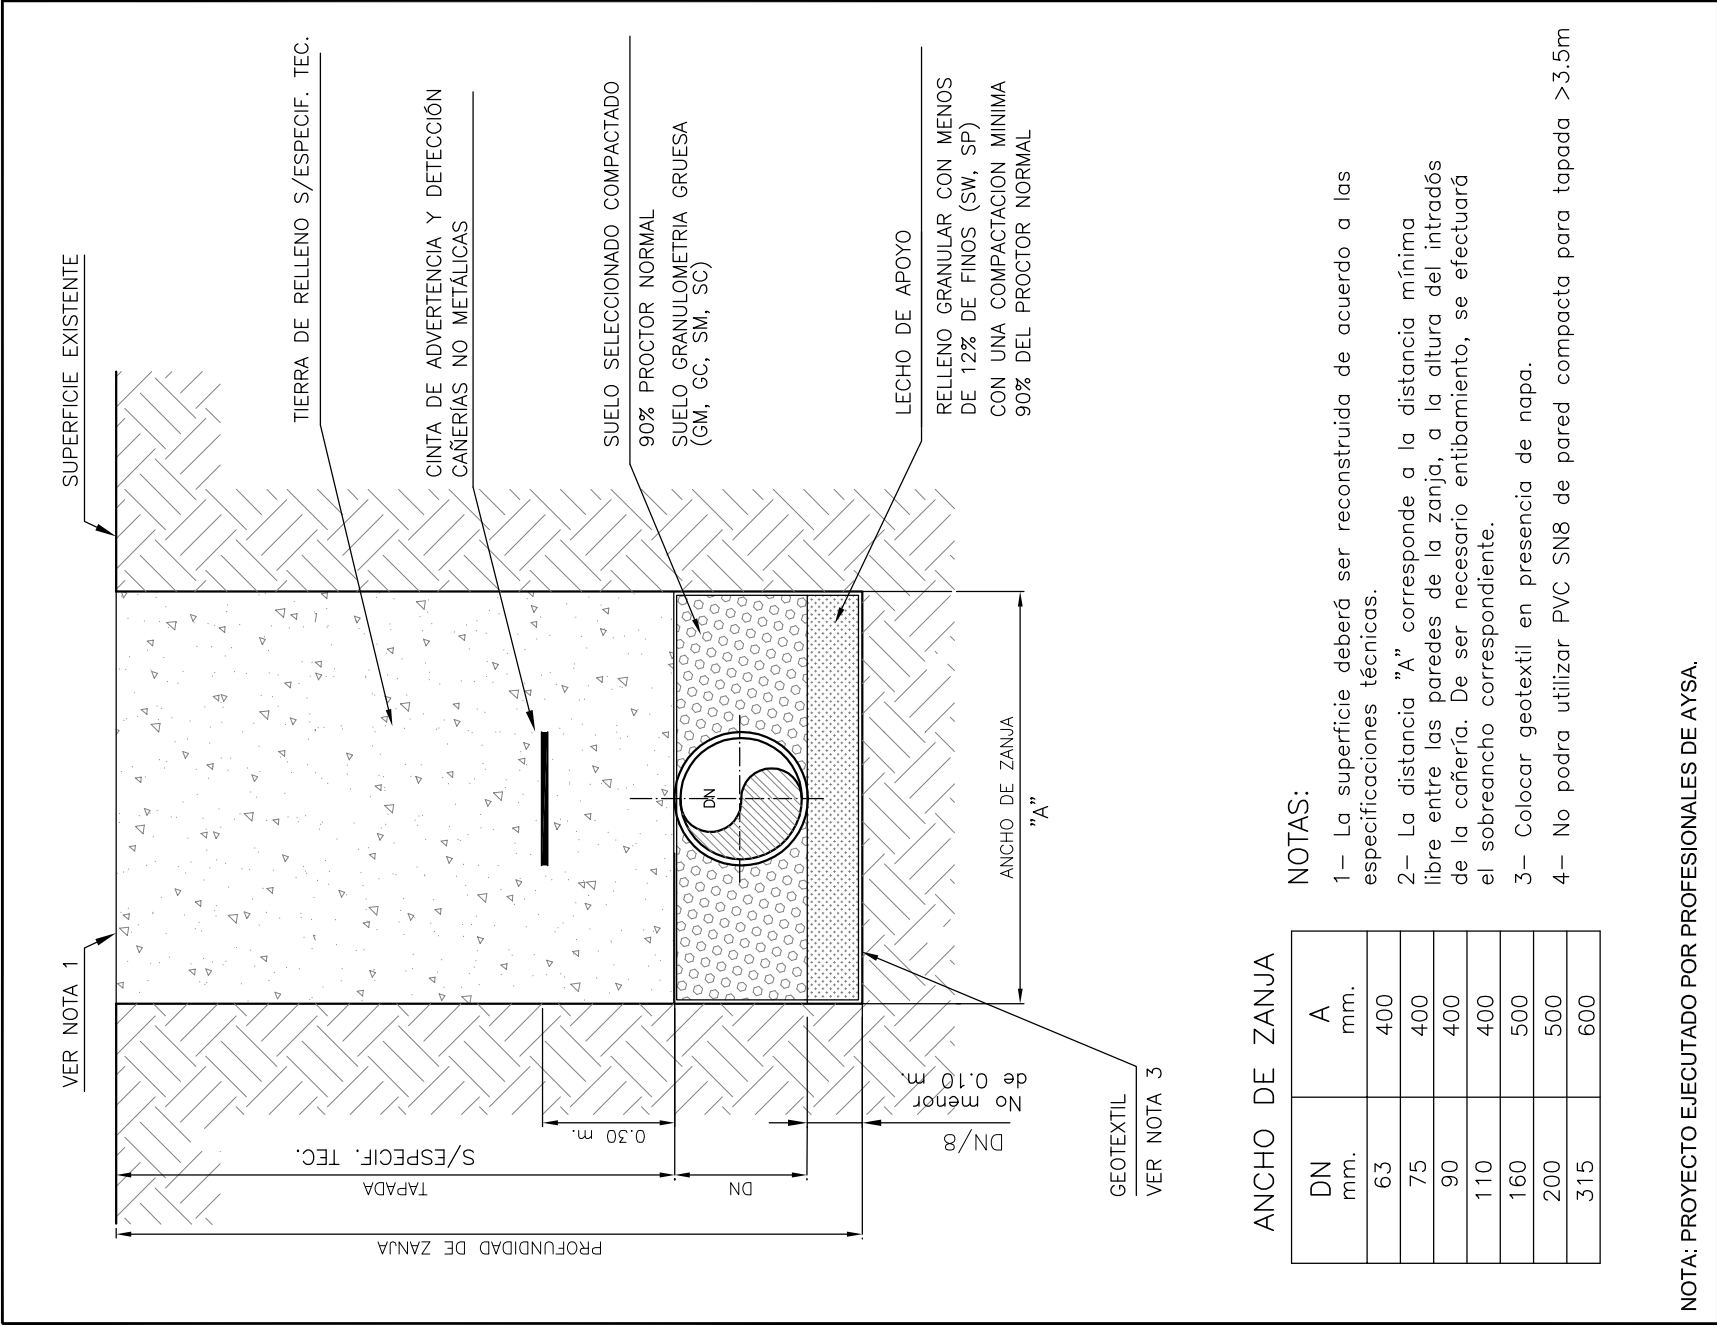 VER NOTA 1
SUPERFICIE EXISTENTE
TIERRA DE RELLENO S/ESPECIF. TEC.
CINTA DE ADVERTENCIA Y DETECCIÓN
CAÑERÍAS NO METÁLICAS
SUELO SELECCIONADO COMPACTADO
90% PROCTOR NORMAL
SUELO GRANULOMETRIA GRUESA
(GM, GC, SM, SC)
LECHO DE APOYO
RELLENO GRANULAR CON MENOS
DE 12% DE FINOS (SW, SP)
CON UNA COMPACTACION MINIMA
90% DEL PROCTOR NORMAL
PROFUNDIDAD DE ZANJA
TAPADA
S/ESPECIF. TEC.
0.30 m.
DN
DN/8
No menor
de 0.10 m.
DN
ANCHO DE ZANJA
"A"
GEOTEXTIL
VER NOTA 3
ANCHO DE ZANJA
DN A
mm. mm.
63 400
75 400
90 400
110 400
160 500
200 500
315 600
NOTAS:
1– La superficie deberá ser reconstruida de acuerdo a las
especificaciones técnicas.
2– La distancia "A" corresponde a la distancia mínima
libre entre las paredes de la zanja, a la altura del intradós
de la cañería. De ser necesario entibamiento, se efectuará
el sobreancho correspondiente.
3– Colocar geotextil en presencia de napa.
4– No podra utilizar PVC SN8 de pared compacta para tapada >3.5m
NOTA: PROYECTO EJECUTADO POR PROFESIONALES DE AYSA.